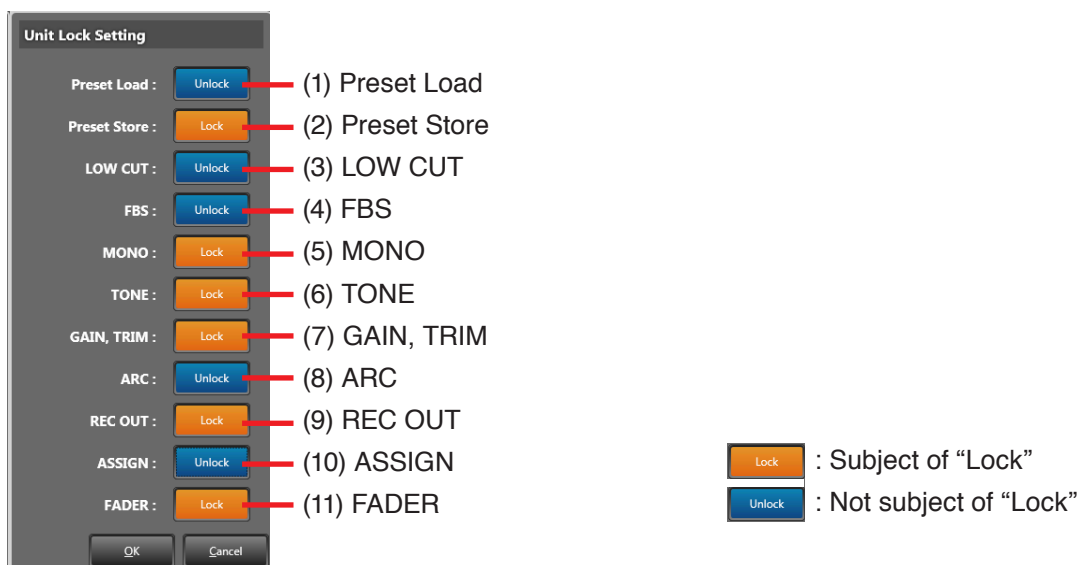 Unit Lock Setting
Preset Load : Unlock (1) Preset Load
Preset Store : Lock (2) Preset Store
LOW CUT : Unlock (3) LOW CUT
FBS : Unlock (4) FBS
MONO : Lock (5) MONO
TONE : Lock (6) TONE
GAIN, TRIM : Lock (7) GAIN, TRIM
ARC : Unlock (8) ARC
REC OUT : Lock (9) REC OUT
ASSIGN : Unlock (10) ASSIGN
FADER : Lock (11) FADER
OK Cancel
Lock : Subject of “Lock”
Unlock : Not subject of “Lock”